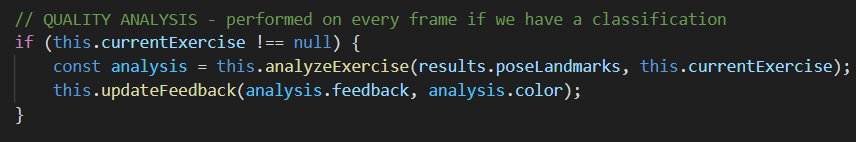 // QUALITY ANALYSIS - performed on every frame if we have a classification
if (this.currentExercise !== null) {
    const analysis = this.analyzeExercise(results.poseLandmarks, this.currentExercise);
    this.updateFeedback(analysis.feedback, analysis.color);
}